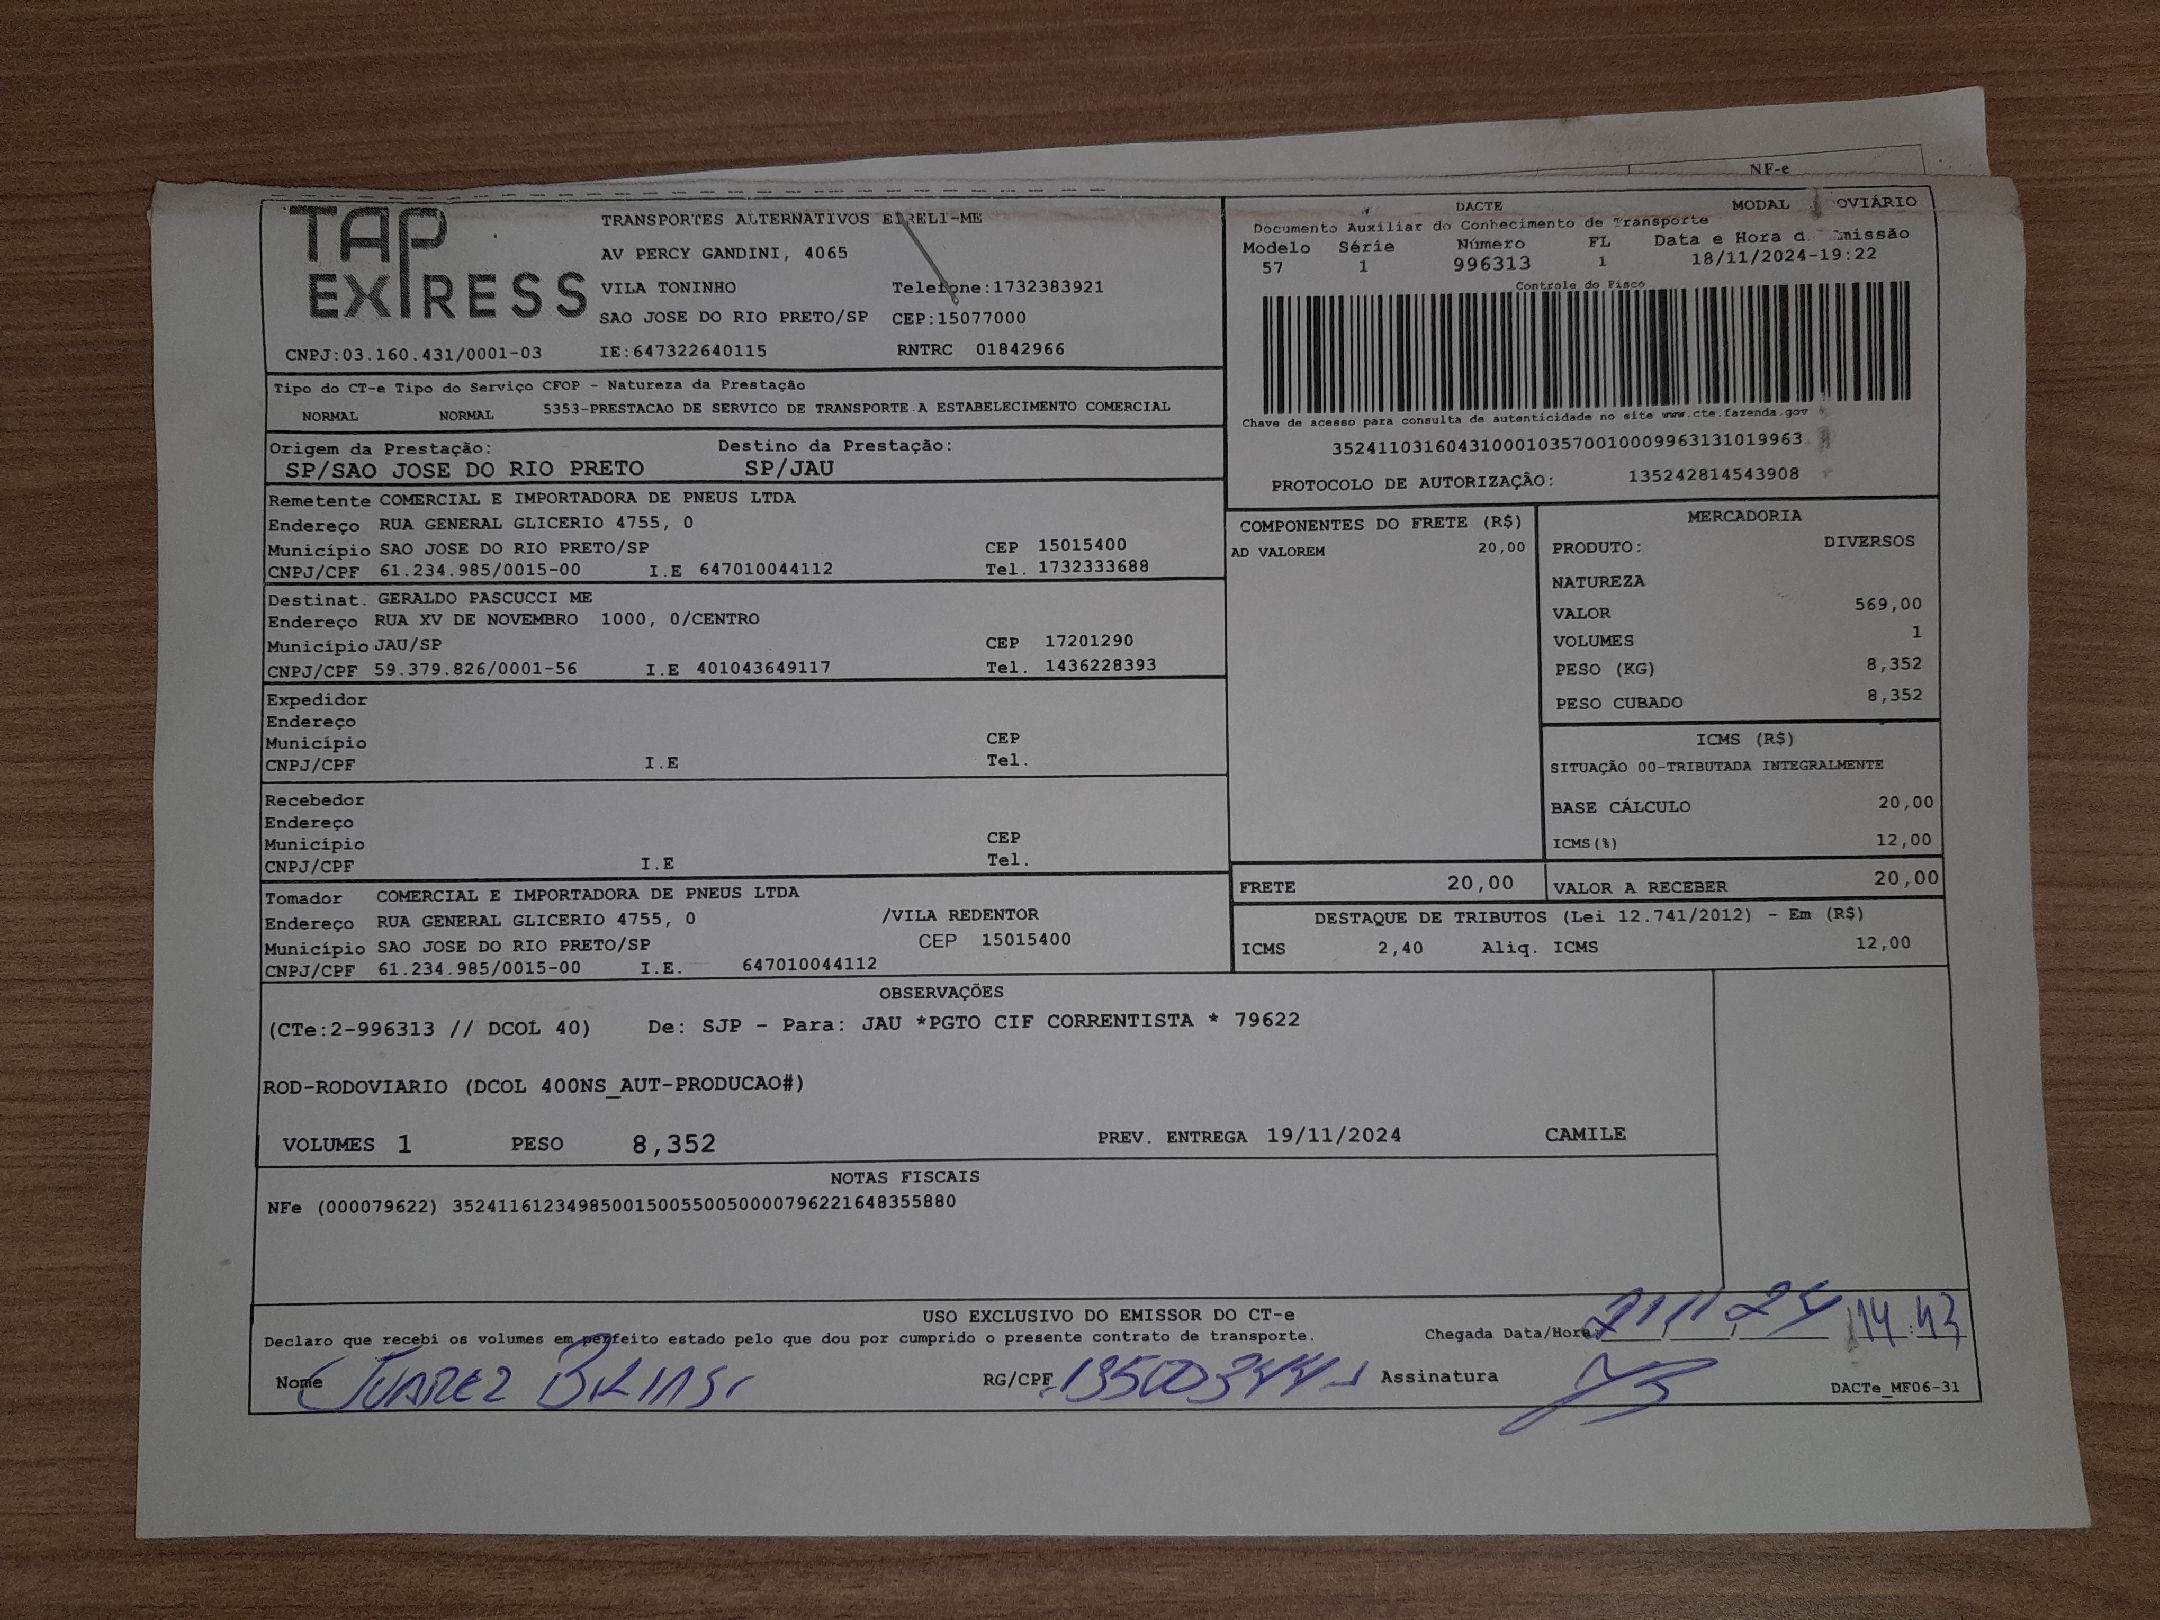 NF-e
TAP EXPRESS
TRANSPORTES ALTERNATIVOS EIRELI-ME
AV PERCY GANDINI, 4065
VILA TONINHO Telefone:1732383921
SAO JOSE DO RIO PRETO/SP CEP:15077000
CNPJ:03.160.431/0001-03 IE:647322640115 RNTRC 01842966
DACTE MODAL OVIÁRIO
Documento Auxiliar do Conhecimento de Transporte
Modelo Série Número FL Data e Hora d missão
57 1 996313 1 18/11/2024-19:22
Controle do Fisco
Chave de acesso para consulta de autenticidade no site www.cte.fazenda.gov
35241103160431000103570010009963131019963
PROTOCOLO DE AUTORIZAÇÃO: 135242814543908
Tipo do CT-e Tipo do Serviço CFOP - Natureza da Prestação
NORMAL NORMAL 5353-PRESTACAO DE SERVICO DE TRANSPORTE A ESTABELECIMENTO COMERCIAL
Origem da Prestação: Destino da Prestação:
SP/SAO JOSE DO RIO PRETO SP/JAU
Remetente COMERCIAL E IMPORTADORA DE PNEUS LTDA
Endereço RUA GENERAL GLICERIO 4755, 0
Município SAO JOSE DO RIO PRETO/SP CEP 15015400
CNPJ/CPF 61.234.985/0015-00 I.E 647010044112 Tel. 1732333688
Destinat. GERALDO PASCUCCI ME
Endereço RUA XV DE NOVEMBRO 1000, 0/CENTRO
Município JAU/SP CEP 17201290
CNPJ/CPF 59.379.826/0001-56 I.E 401043649117 Tel. 1436228393
Expedidor
Endereço
Município CEP
CNPJ/CPF I.E Tel.
Recebedor
Endereço
Município CEP
CNPJ/CPF I.E Tel.
Tomador COMERCIAL E IMPORTADORA DE PNEUS LTDA
Endereço RUA GENERAL GLICERIO 4755, 0 /VILA REDENTOR
Município SAO JOSE DO RIO PRETO/SP CEP 15015400
CNPJ/CPF 61.234.985/0015-00 I.E. 647010044112
COMPONENTES DO FRETE (R$)
AD VALOREM 20,00
MERCADORIA
PRODUTO: DIVERSOS
NATUREZA
VALOR 569,00
VOLUMES 1
PESO (KG) 8,352
PESO CUBADO 8,352
ICMS (R$)
SITUAÇÃO 00-TRIBUTADA INTEGRALMENTE
BASE CÁLCULO 20,00
ICMS(%) 12,00
FRETE 20,00 VALOR A RECEBER 20,00
DESTAQUE DE TRIBUTOS (Lei 12.741/2012) - Em (R$)
ICMS 2,40 Aliq. ICMS 12,00
OBSERVAÇÕES
(CTe:2-996313 // DCOL 40) De: SJP - Para: JAU *PGTO CIF CORRENTISTA * 79622
ROD-RODOVIARIO (DCOL 400NS_AUT-PRODUCAO#)
VOLUMES 1 PESO 8,352 PREV. ENTREGA 19/11/2024 CAMILE
NOTAS FISCAIS
NFe (000079622) 35241161234985001500550050000796221648355880
USO EXCLUSIVO DO EMISSOR DO CT-e
Declaro que recebi os volumes em perfeito estado pelo que dou por cumprido o presente contrato de transporte. Chegada Data/Hora 21 11 24 14:43
Nome JUAREZ RG/CPF Assinatura
DACTe_MF06-31